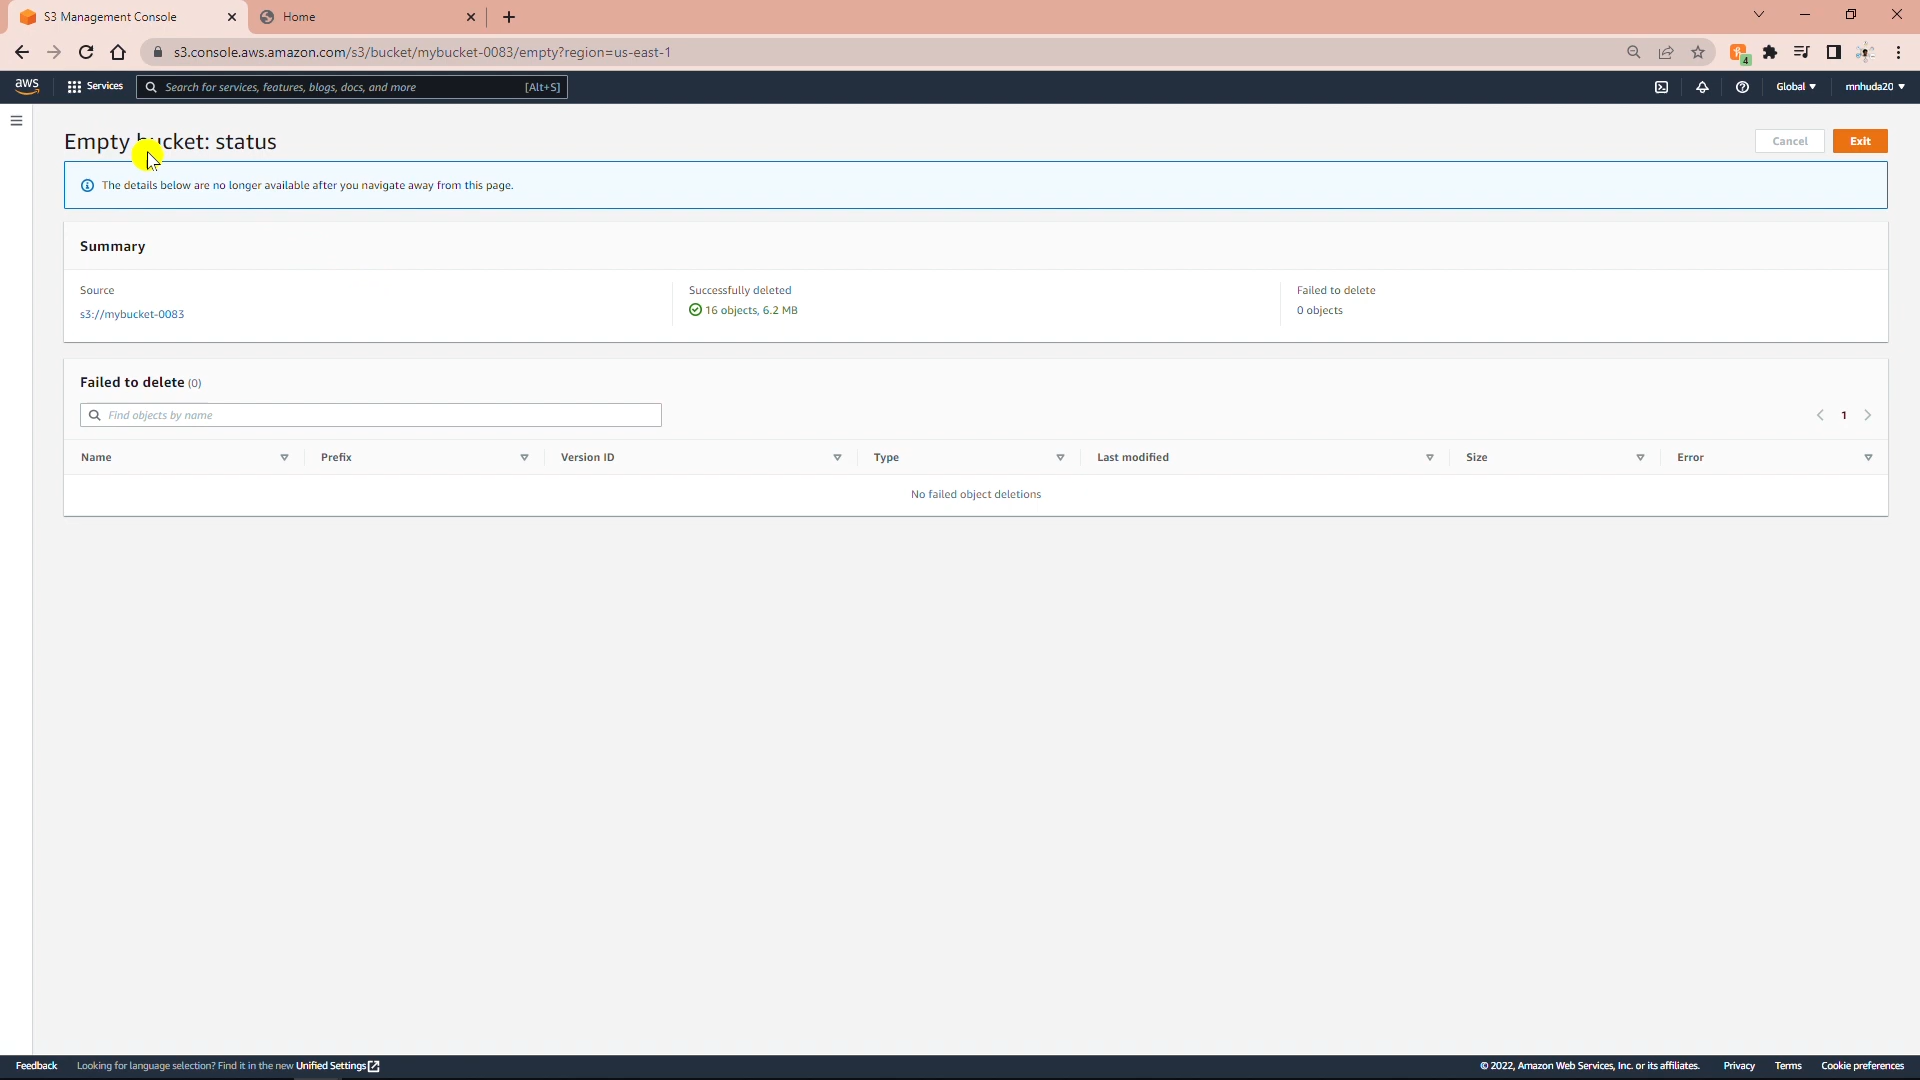 S3 Management Console
Home
s3.console.aws.amazon.com/s3/bucket/mybucket-0083/empty?region=us-east-1
4
aws
Services
Search for services, features, blogs, docs, and more
[Alt+S]
Global
mnhuda20
Empty bucket: status
Cancel
Exit
The details below are no longer available after you navigate away from this page.
Summary
Source
s3://mybucket-0083
Successfully deleted
16 objects, 6.2 MB
Failed to delete
0 objects
Failed to delete (0)
Find objects by name
1
Name
Prefix
Version ID
Type
Last modified
Size
Error
No failed object deletions
Feedback
Looking for language selection? Find it in the new Unified Settings
© 2022, Amazon Web Services, Inc. or its affiliates.
Privacy
Terms
Cookie preferences